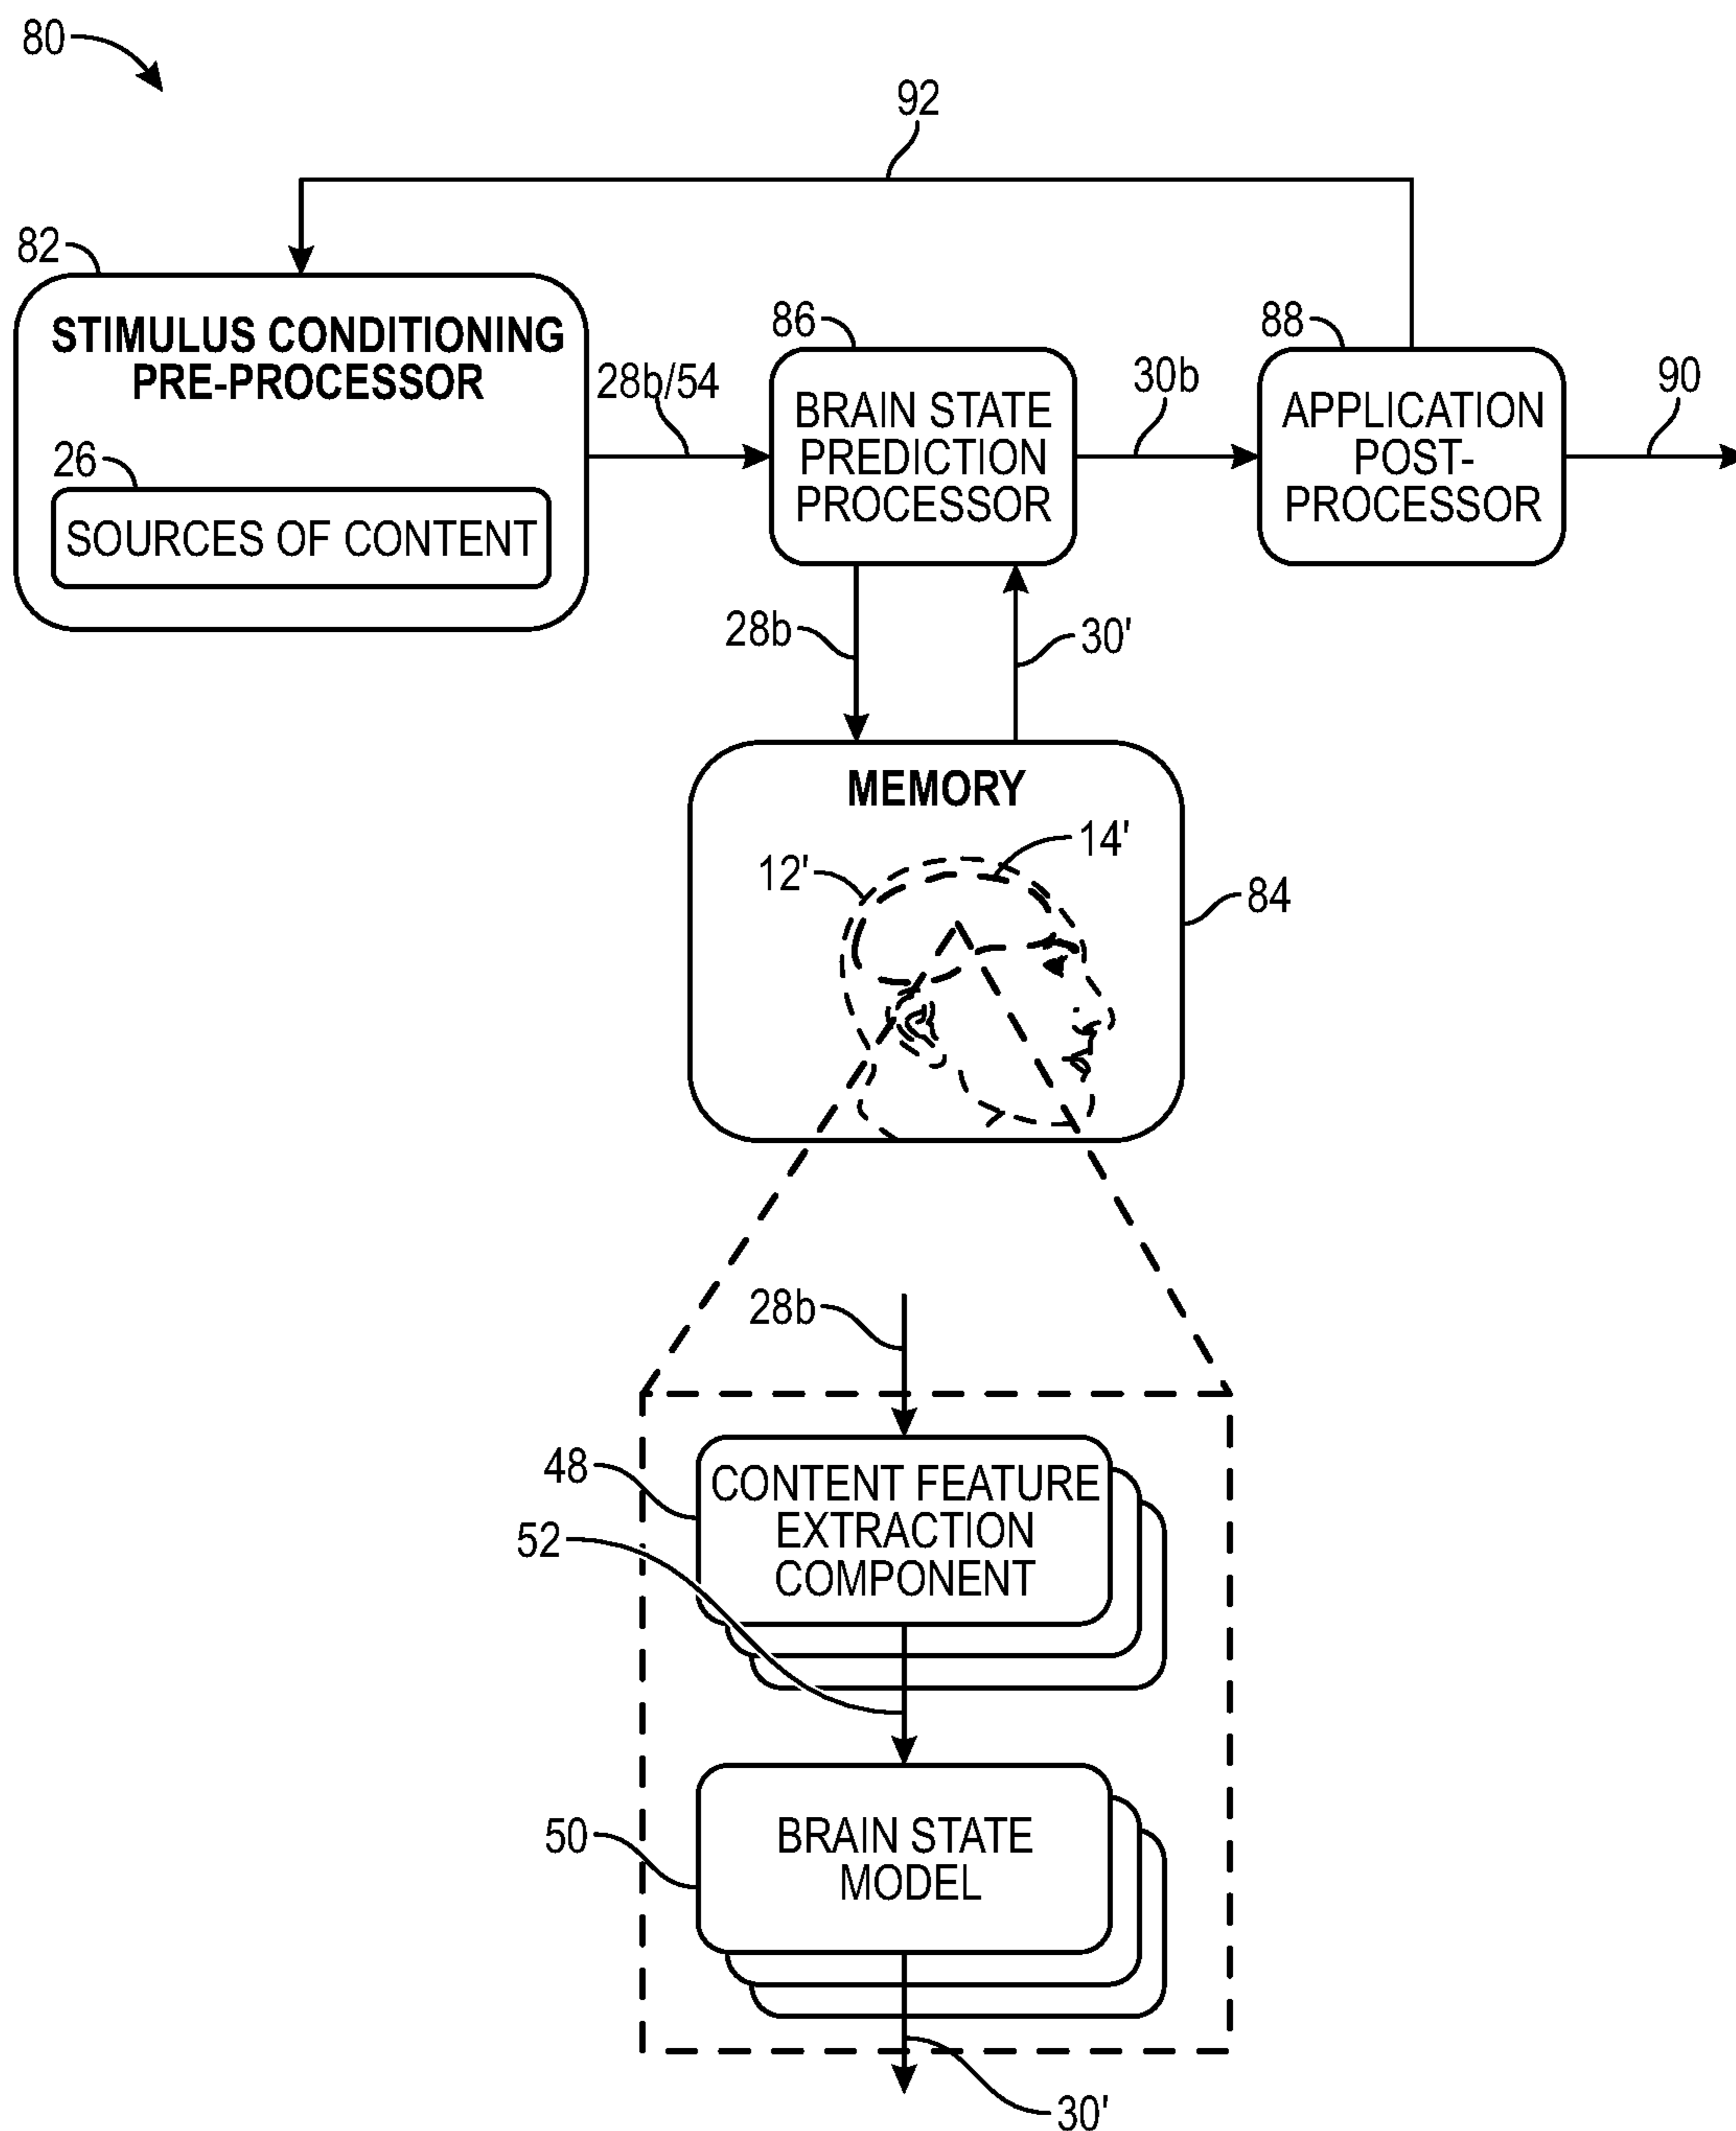 80
92
82
STIMULUS CONDITIONING
PRE-PROCESSOR
26
SOURCES OF CONTENT
28b/54
86
BRAIN STATE
PREDICTION
PROCESSOR
30b
88
APPLICATION
POST-
PROCESSOR
90
28b
30'
MEMORY
12'
14'
84
28b
48
CONTENT FEATURE
EXTRACTION
COMPONENT
52
50
BRAIN STATE
MODEL
30'